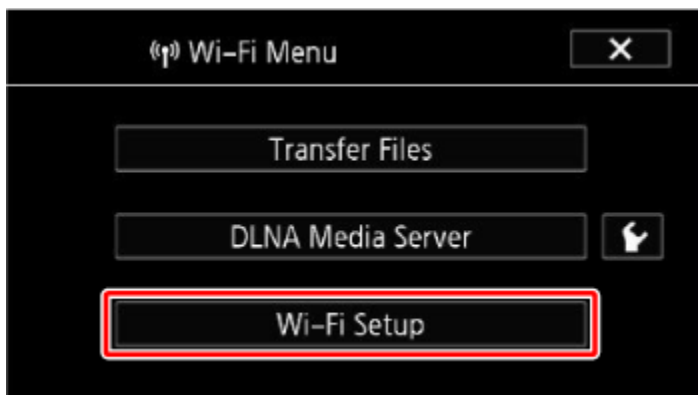 Wi-Fi Menu
Transfer Files
DLNA Media Server
Wi-Fi Setup